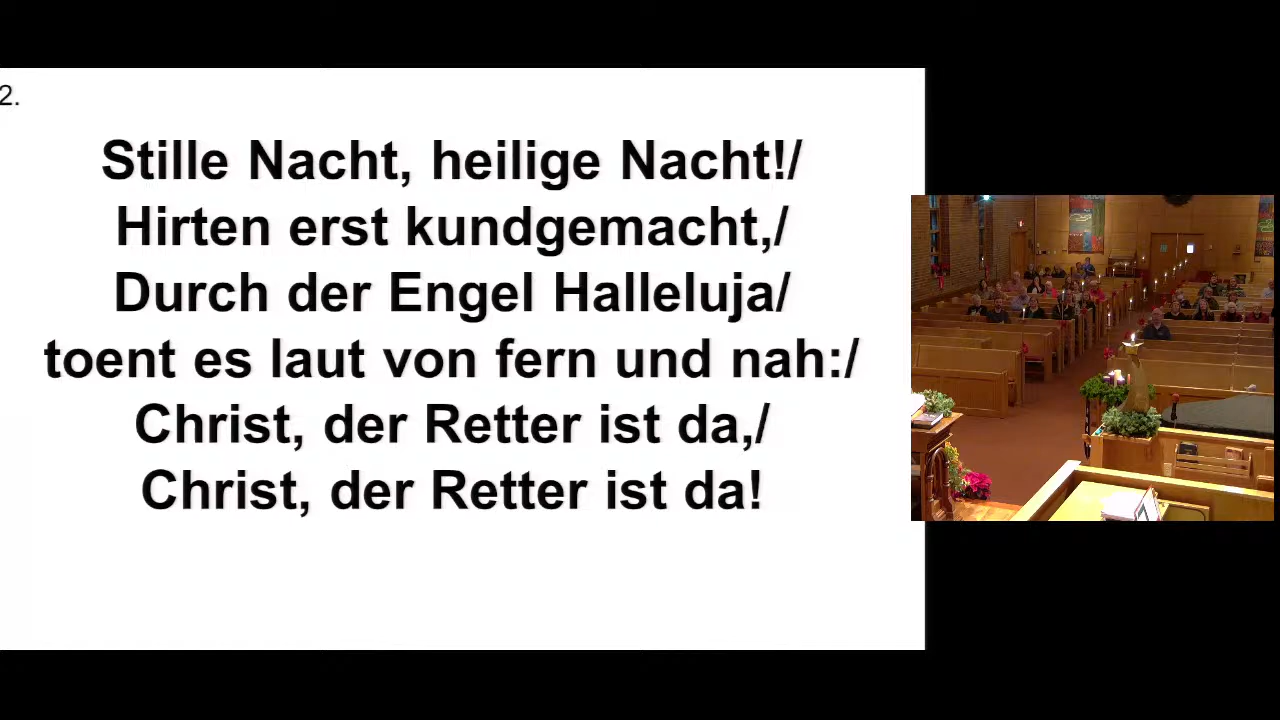 2.
Stille Nacht, heilige Nacht!/
Hirten erst kundgemacht,/
Durch der Engel Halleluja/
toent es laut von fern und nah:/
Christ, der Retter ist da,/
Christ, der Retter ist da!